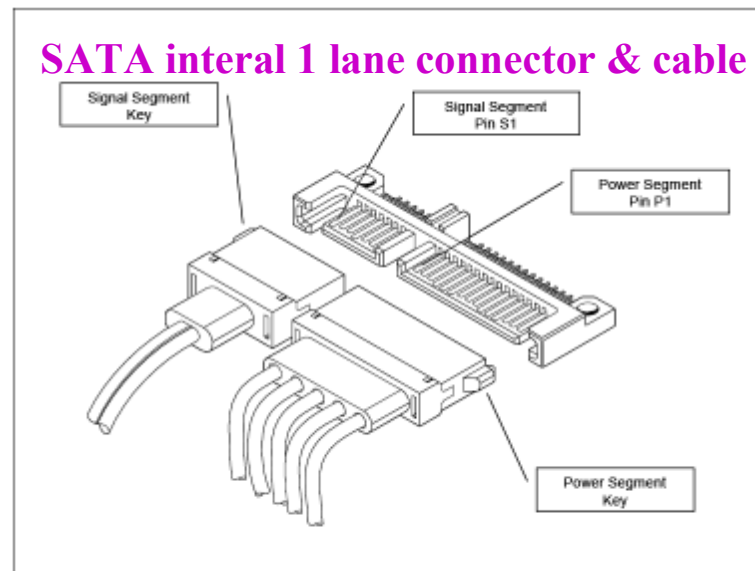 SATA interal 1 lane connector & cable
Signal Segment
Key
Signal Segment
Pin S1
Power Segment
Pin P1
Power Segment
Key